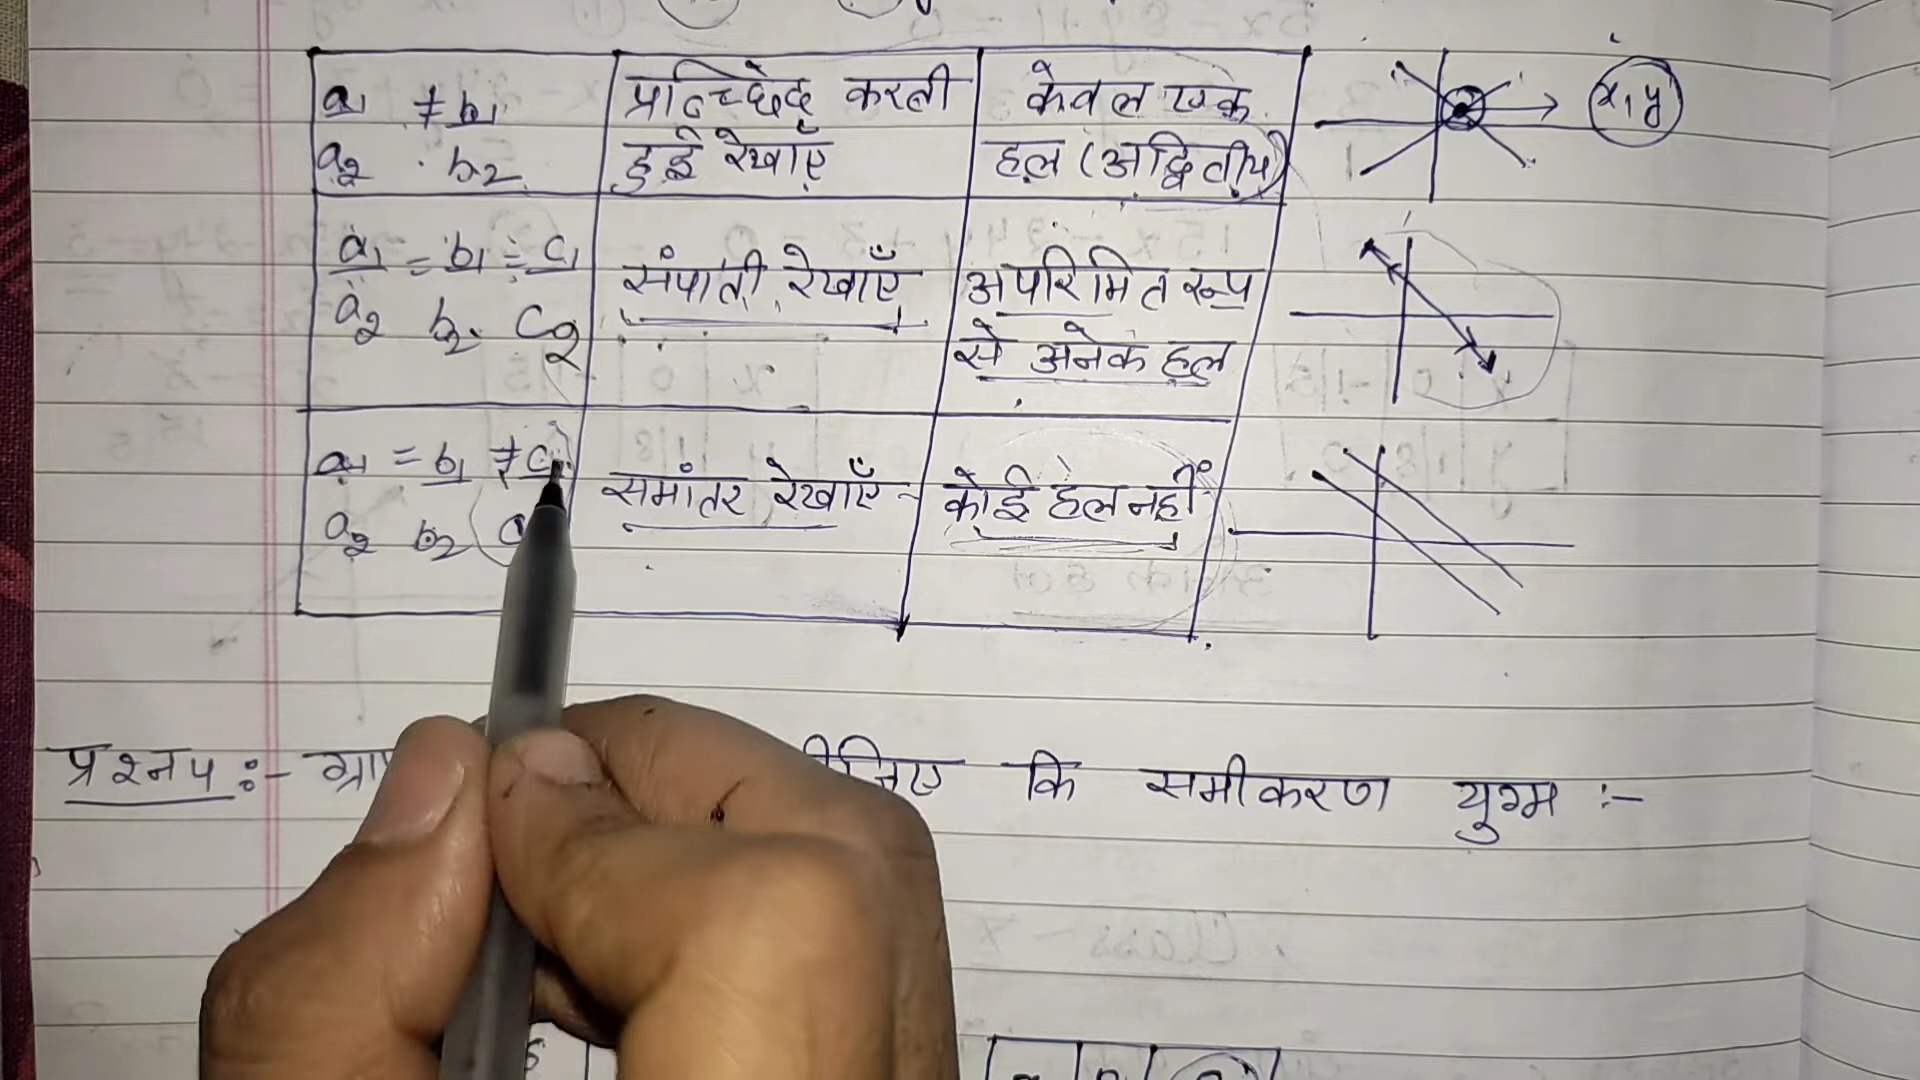 a₁ ≠ b₁ प्रतिच्छेद करती केवल एक x, y
a₂ b₂ हुई रेखाएँ हल (अद्वितीय)
a₁ = b₁ = c₁ संपाती रेखाएँ अपरिमित रूप
a₂ b₂ c₂ से अनेक हल
a₁ = b₁ ≠ c₁ समांतर रेखाएँ कोई हल नहीं
a₂ b₂
प्रश्न कि समीकरण युग्म :-